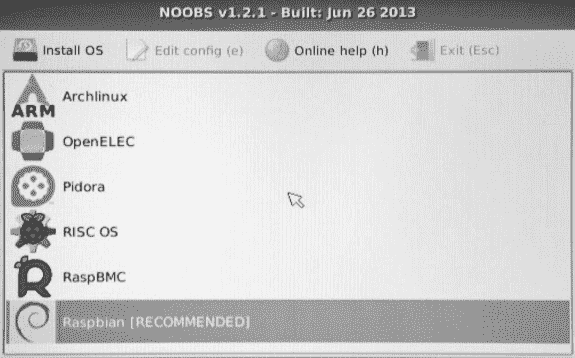 NOOBS v1.2.1 - Built: Jun 26 2013
Install OS Edit config (e) Online help (h) Exit (Esc)
Archlinux
ARM
OpenELEC
Pidora
RISC OS
RaspBMC
Raspbian [RECOMMENDED]